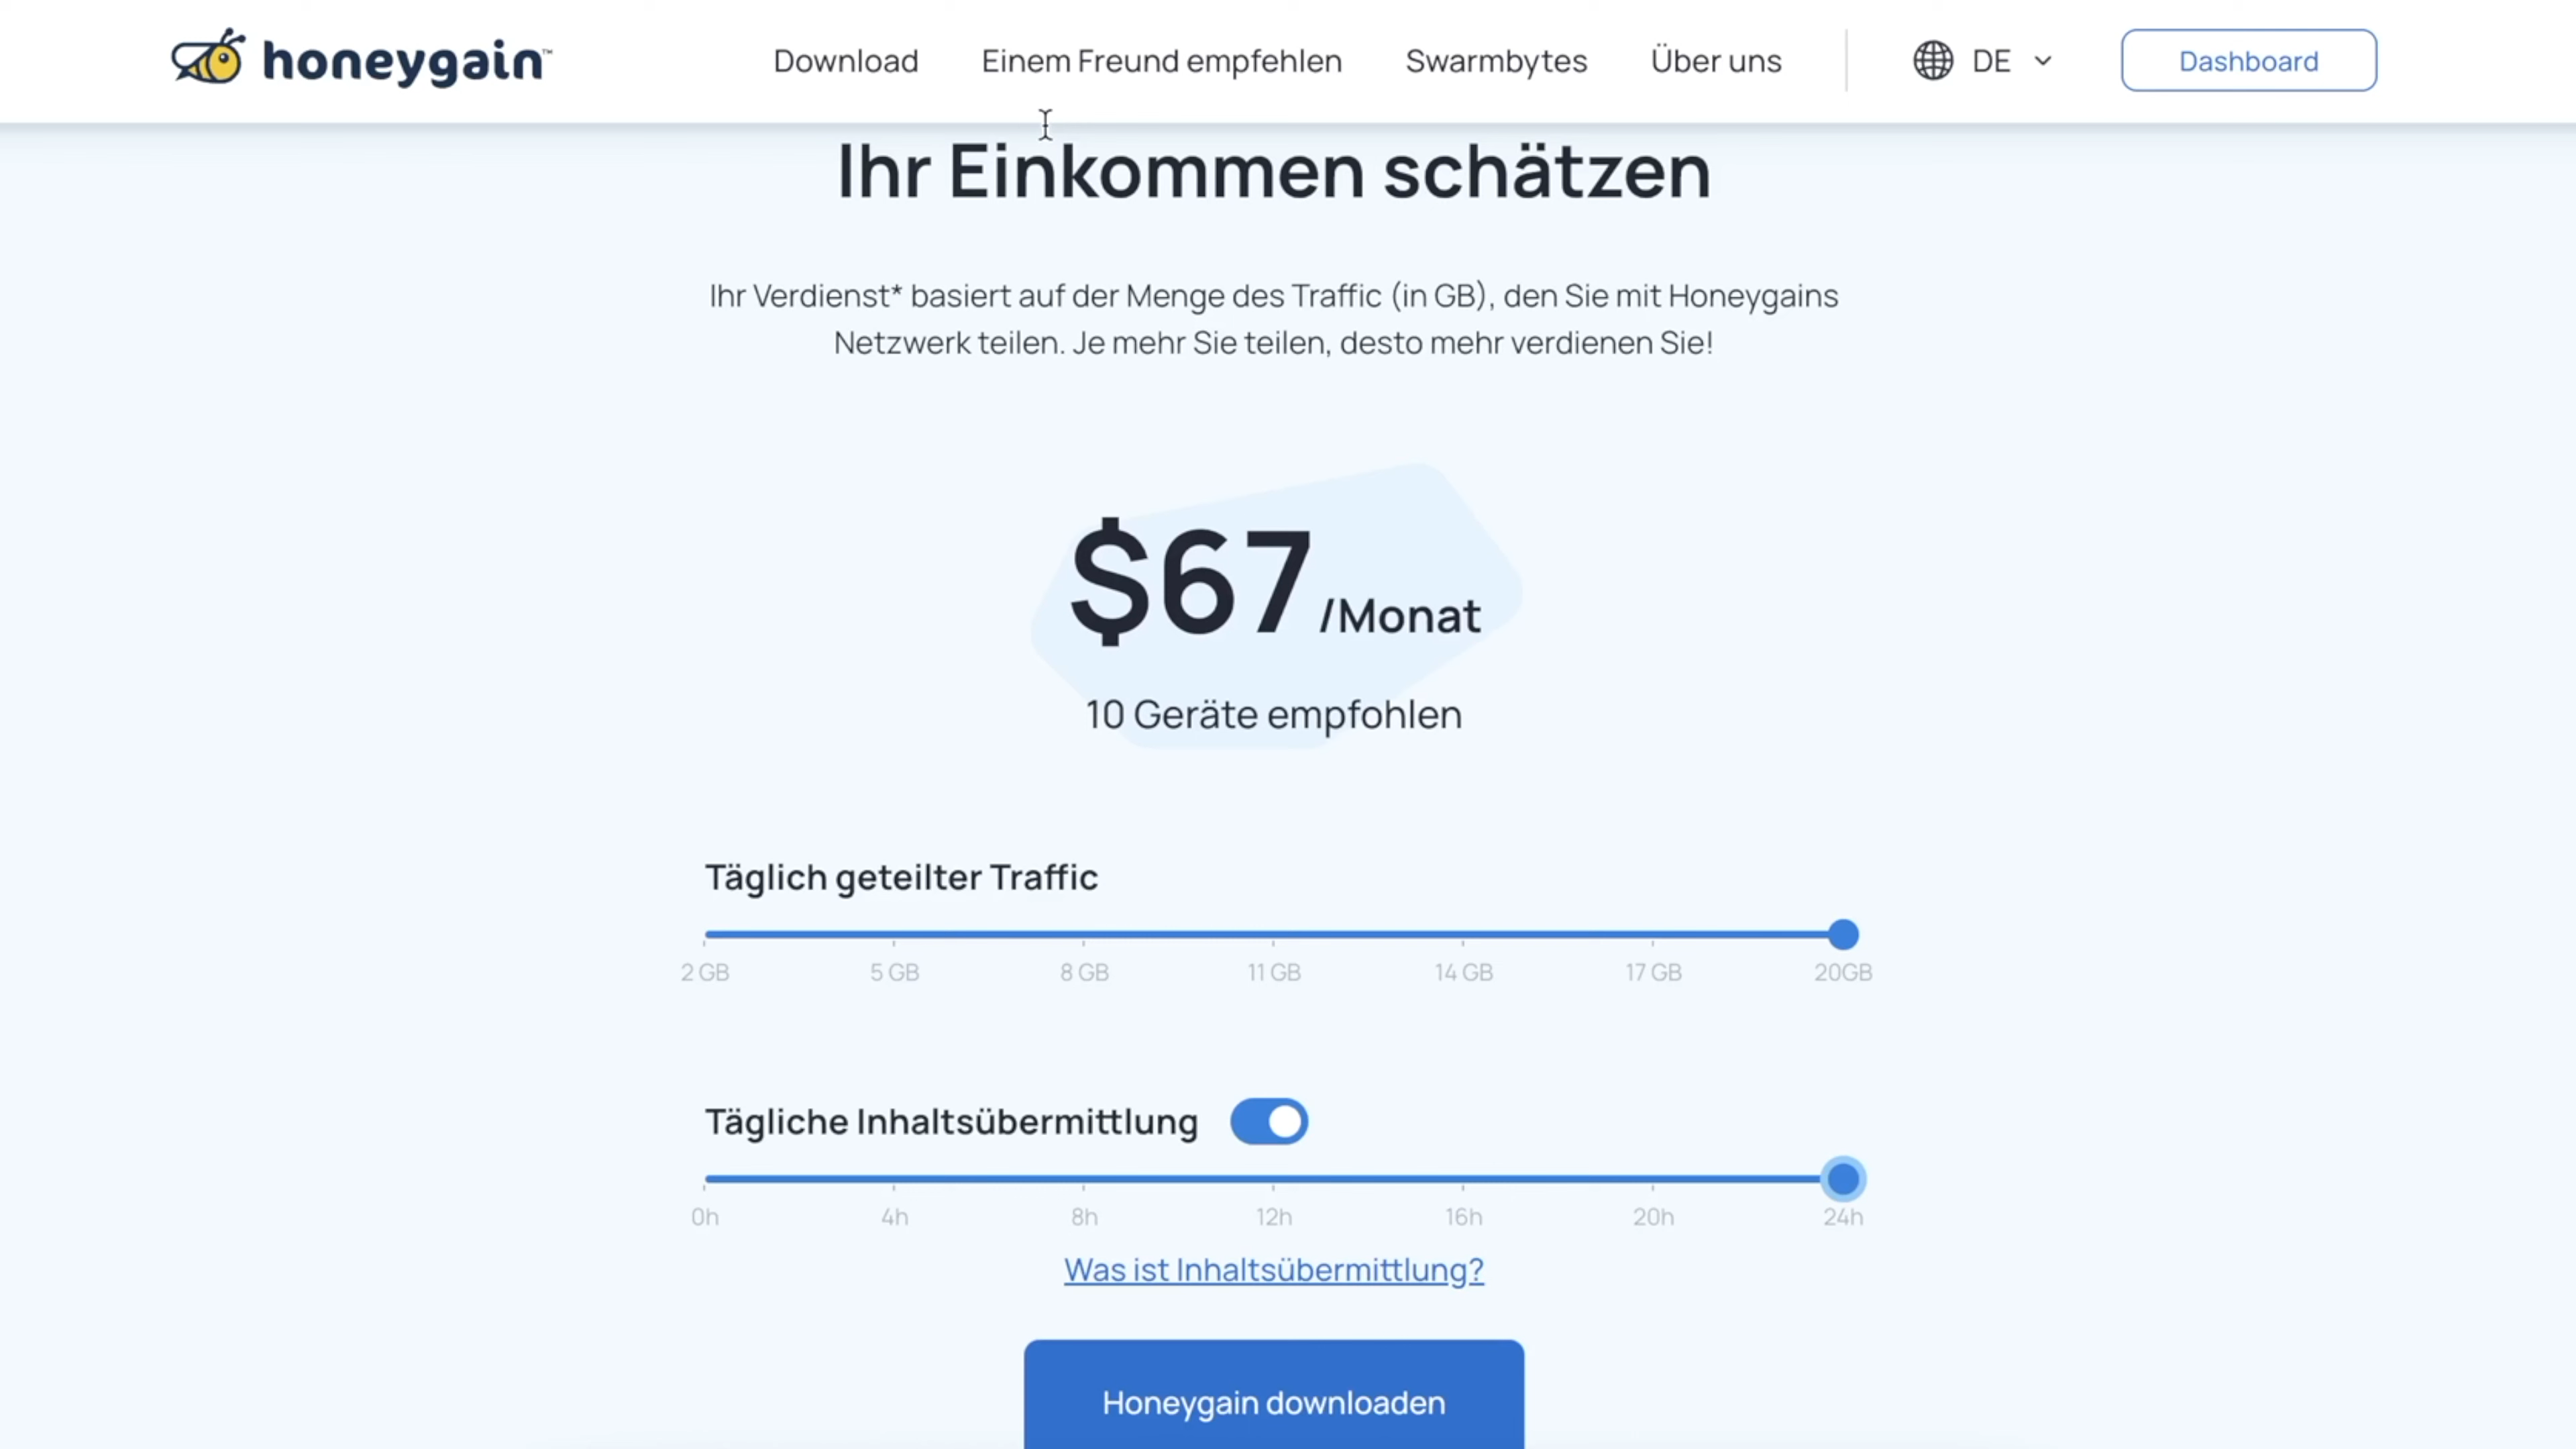 honeygain™
Download
Einem Freund empfehlen
Swarmbytes
Über uns
DE
Dashboard
Ihr Einkommen schätzen
Ihr Verdienst* basiert auf der Menge des Traffic (in GB), den Sie mit Honeygains
Netzwerk teilen. Je mehr Sie teilen, desto mehr verdienen Sie!
$67 /Monat
10 Geräte empfohlen
Täglich geteilter Traffic
2 GB 5 GB 8 GB 11 GB 14 GB 17 GB 20GB
Tägliche Inhaltsübermittlung
0h 4h 8h 12h 16h 20h 24h
Was ist Inhaltsübermittlung?
Honeygain downloaden